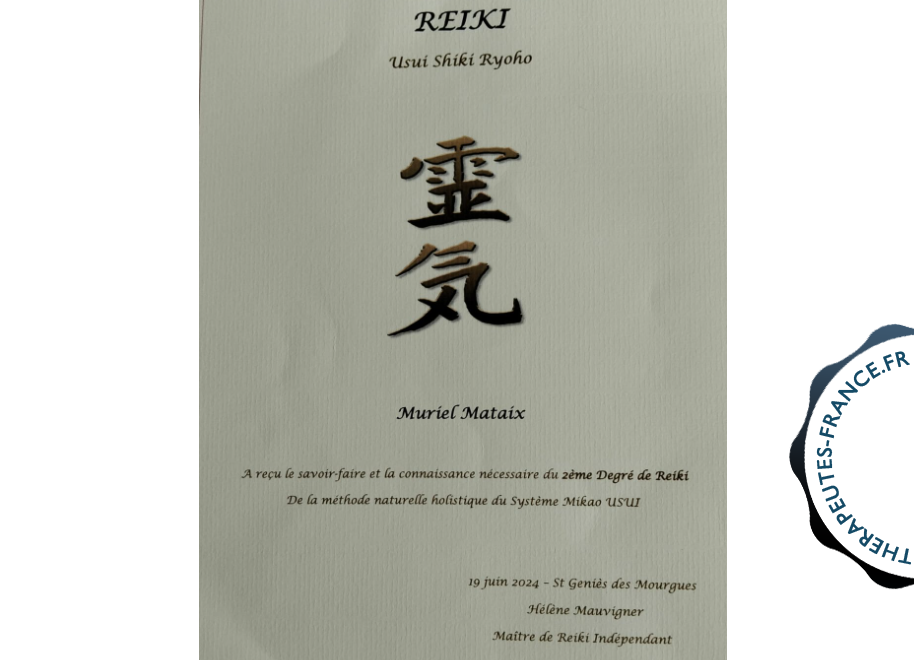 REIKI
Usui Shiki Ryoho
靈
気
Muriel Mataix
A reçu le savoir-faire et la connaissance nécessaire du 2ème Degré de Reiki
De la méthode naturelle holistique du Système Mikao USUI
19 juin 2024 – St Geniès des Mourgues
Hélène Mauvigner
Maître de Reiki Indépendant
THERAPEUTES-FRANCE.FR